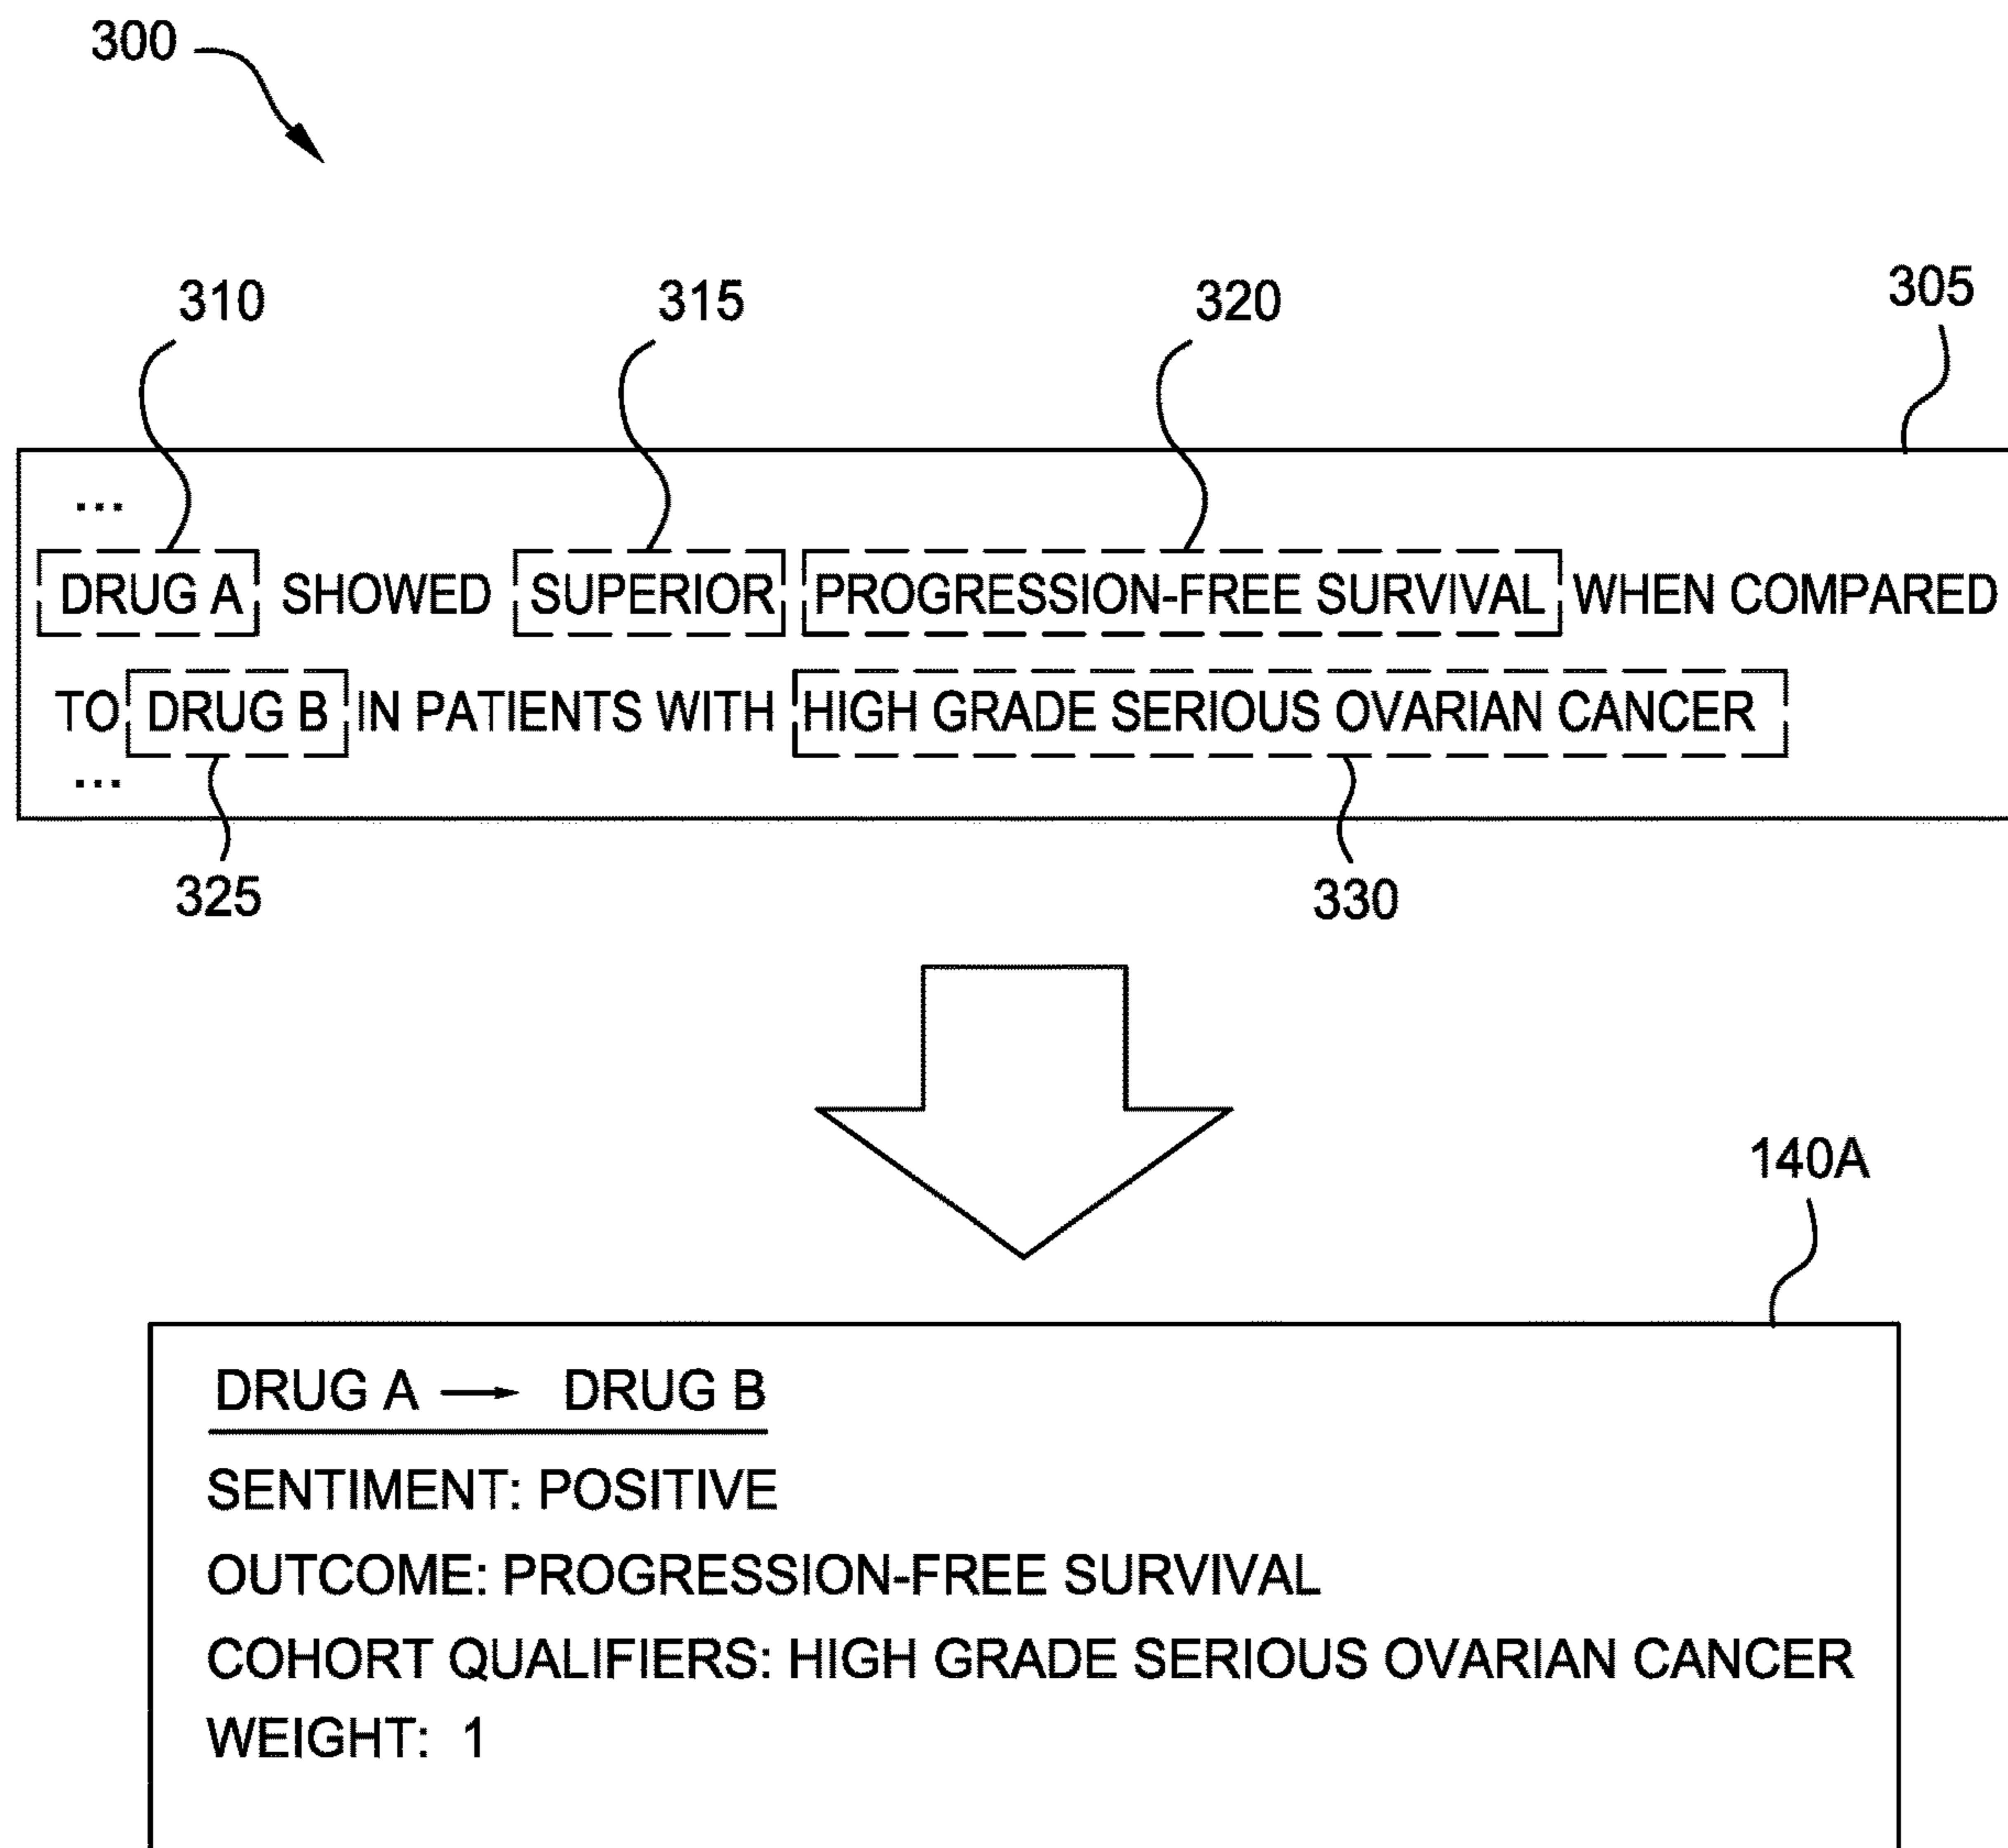 300
310 315 320 305
...
DRUG A SHOWED SUPERIOR PROGRESSION-FREE SURVIVAL WHEN COMPARED
TO DRUG B IN PATIENTS WITH HIGH GRADE SERIOUS OVARIAN CANCER
...
325 330
140A
DRUG A → DRUG B
SENTIMENT: POSITIVE
OUTCOME: PROGRESSION-FREE SURVIVAL
COHORT QUALIFIERS: HIGH GRADE SERIOUS OVARIAN CANCER
WEIGHT: 1